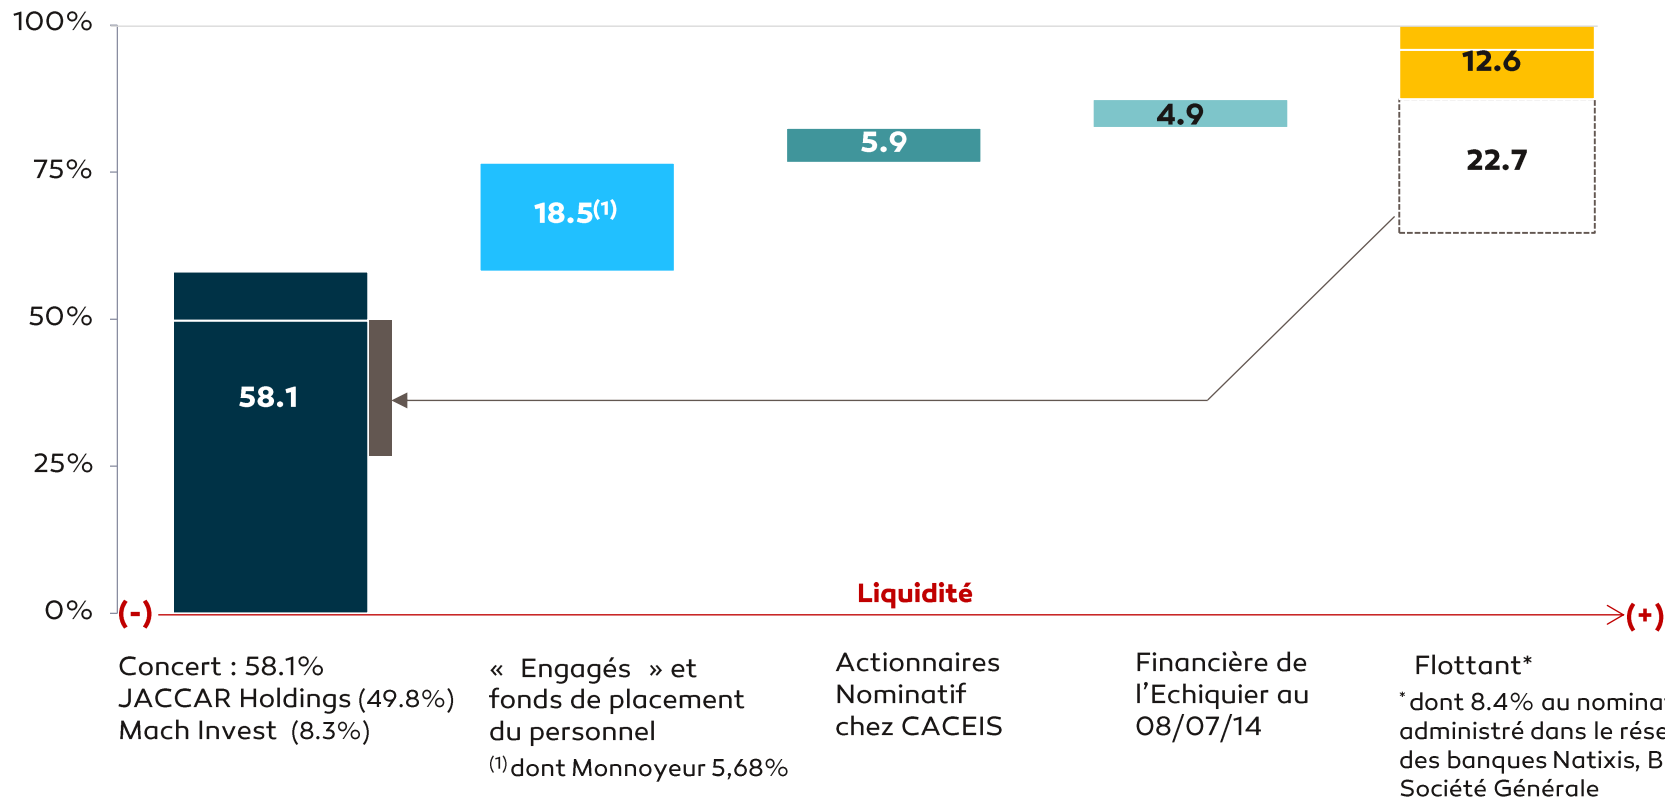 100%
12.6
4.9
5.9
75%
22.7
18.5(1)
50%
58.1
25%
Liquidité
0%
(-)
(+)
Concert : 58.1%
JACCAR Holdings (49.8%)
Mach Invest (8.3%)
« Engagés » et
fonds de placement
du personnel
(1) dont Monnoyeur 5,68%
Actionnaires
Nominatif
chez CACEIS
Financière de
l’Echiquier au
08/07/14
Flottant*
* dont 8.4% au
administré dans le
des banques Natixis,
Société Générale